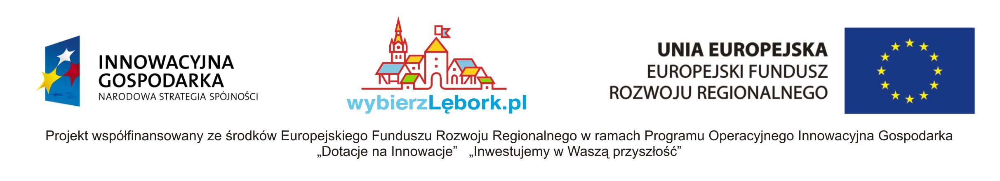 INNOWACYJNA
GOSPODARKA
NARODOWA STRATEGIA SPÓJNOŚCI
wybierzLębork.pl
UNIA EUROPEJSKA
EUROPEJSKI FUNDUSZ
ROZWOJU REGIONALNEGO
Projekt współfinansowany ze środków Europejskiego Funduszu Rozwoju Regionalnego w ramach Programu Operacyjnego Innowacyjna Gospodarka
„Dotacje na Innowacje” „Inwestujemy w Waszą przyszłość”